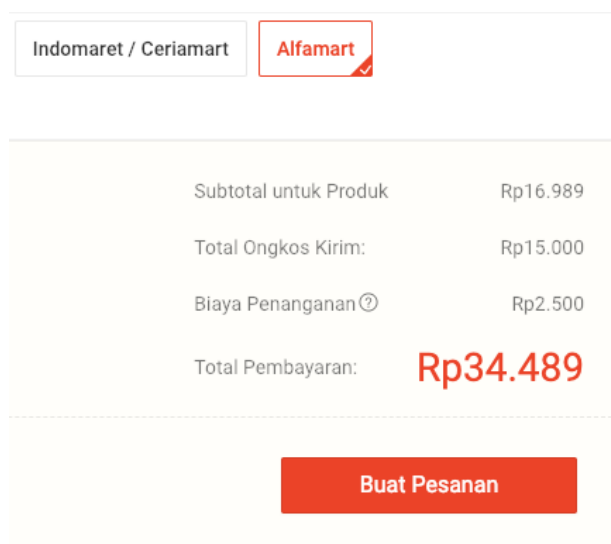 Indomaret / Ceriamart Alfamart
Subtotal untuk Produk Rp16.989
Total Ongkos Kirim: Rp15.000
Biaya Penanganan? Rp2.500
Total Pembayaran: Rp34.489
Buat Pesanan